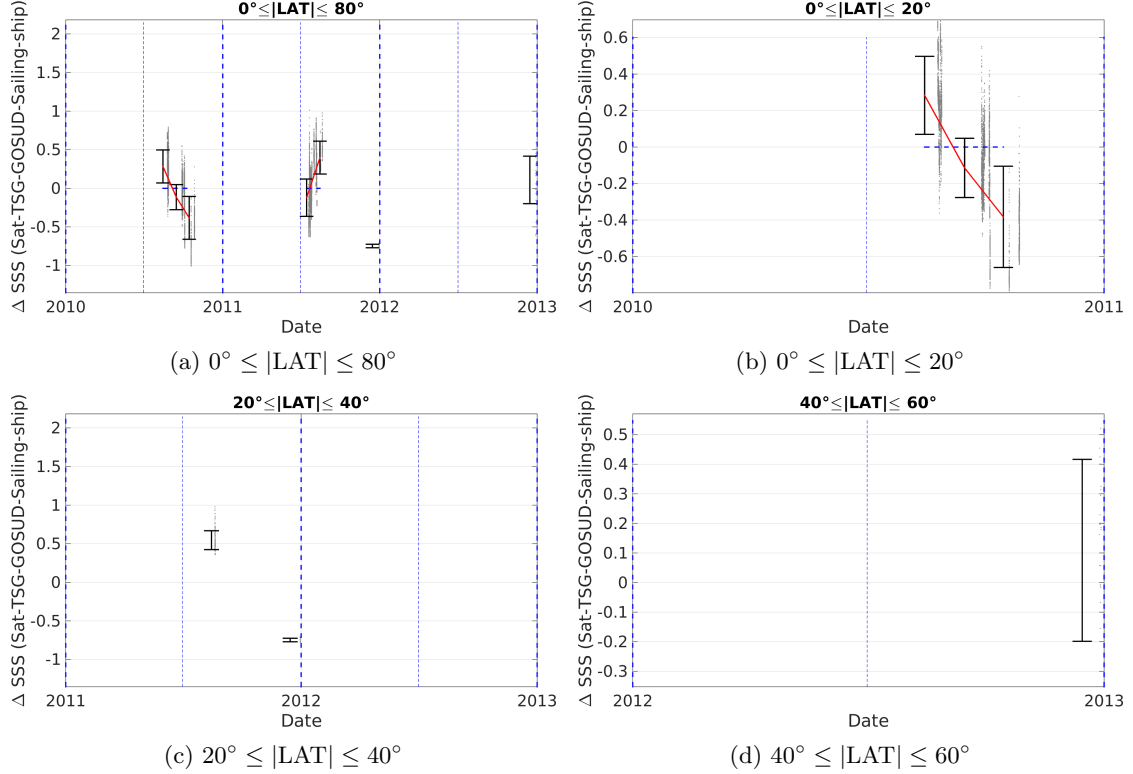 0°≤|LAT|≤ 80°
Δ SSS (Sat-TSG-GOSUD-Sailing-ship)
2
1.5
1
0.5
0
-0.5
-1
2010
2011
2012
2013
Date
(a) 0° ≤ |LAT| ≤ 80°
0°≤|LAT|≤ 20°
Δ SSS (Sat-TSG-GOSUD-Sailing-ship)
0.6
0.4
0.2
0
-0.2
-0.4
-0.6
2010
2011
Date
(b) 0° ≤ |LAT| ≤ 20°
20°≤|LAT|≤ 40°
Δ SSS (Sat-TSG-GOSUD-Sailing-ship)
2
1.5
1
0.5
0
-0.5
-1
2011
2012
2013
Date
(c) 20° ≤ |LAT| ≤ 40°
40°≤|LAT|≤ 60°
Δ SSS (Sat-TSG-GOSUD-Sailing-ship)
0.5
0.4
0.3
0.2
0.1
0
-0.1
-0.2
-0.3
2012
2013
Date
(d) 40° ≤ |LAT| ≤ 60°